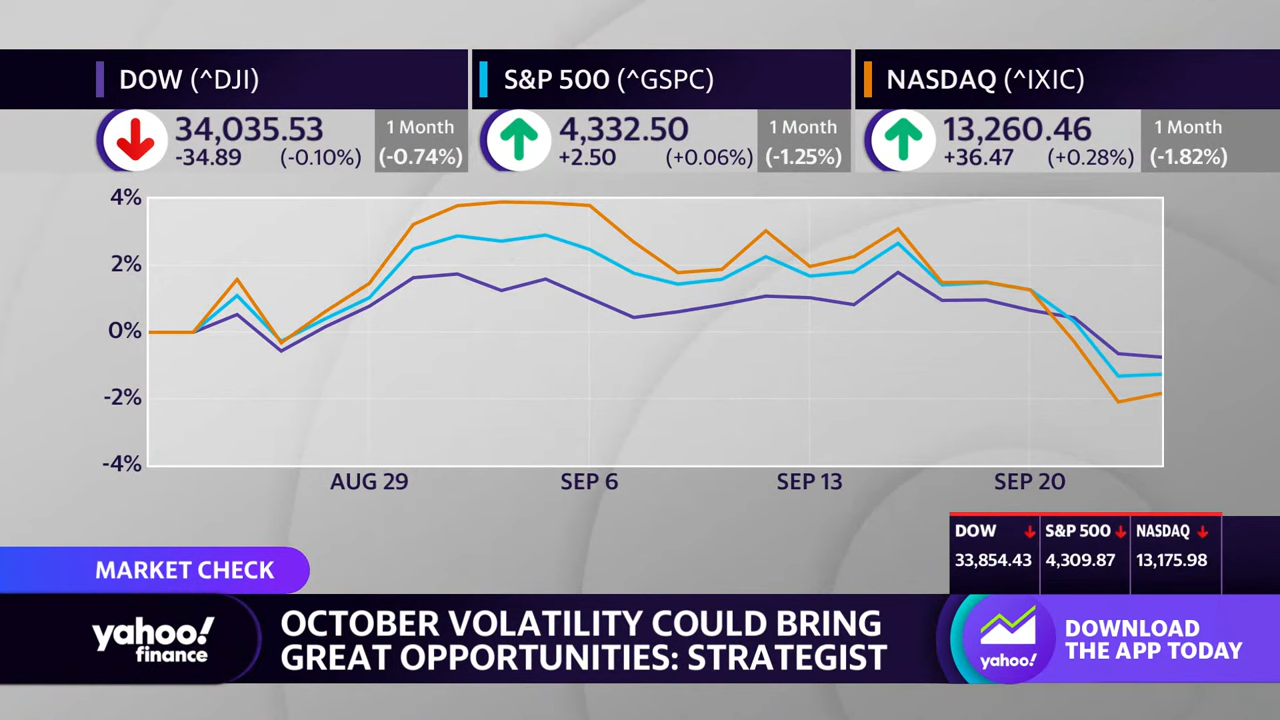 DOW (^DJI)
34,035.53
-34.89 (-0.10%)
1 Month
(-0.74%)
S&P 500 (^GSPC)
4,332.50
+2.50 (+0.06%)
1 Month
(-1.25%)
NASDAQ (^IXIC)
13,260.46
+36.47 (+0.28%)
1 Month
(-1.82%)
4%
2%
0%
-2%
-4%
AUG 29 SEP 6 SEP 13 SEP 20
DOW S&P 500 NASDAQ
33,854.43 4,309.87 13,175.98
MARKET CHECK
yahoo!
finance
OCTOBER VOLATILITY COULD BRING
GREAT OPPORTUNITIES: STRATEGIST
yahoo!
DOWNLOAD
THE APP TODAY